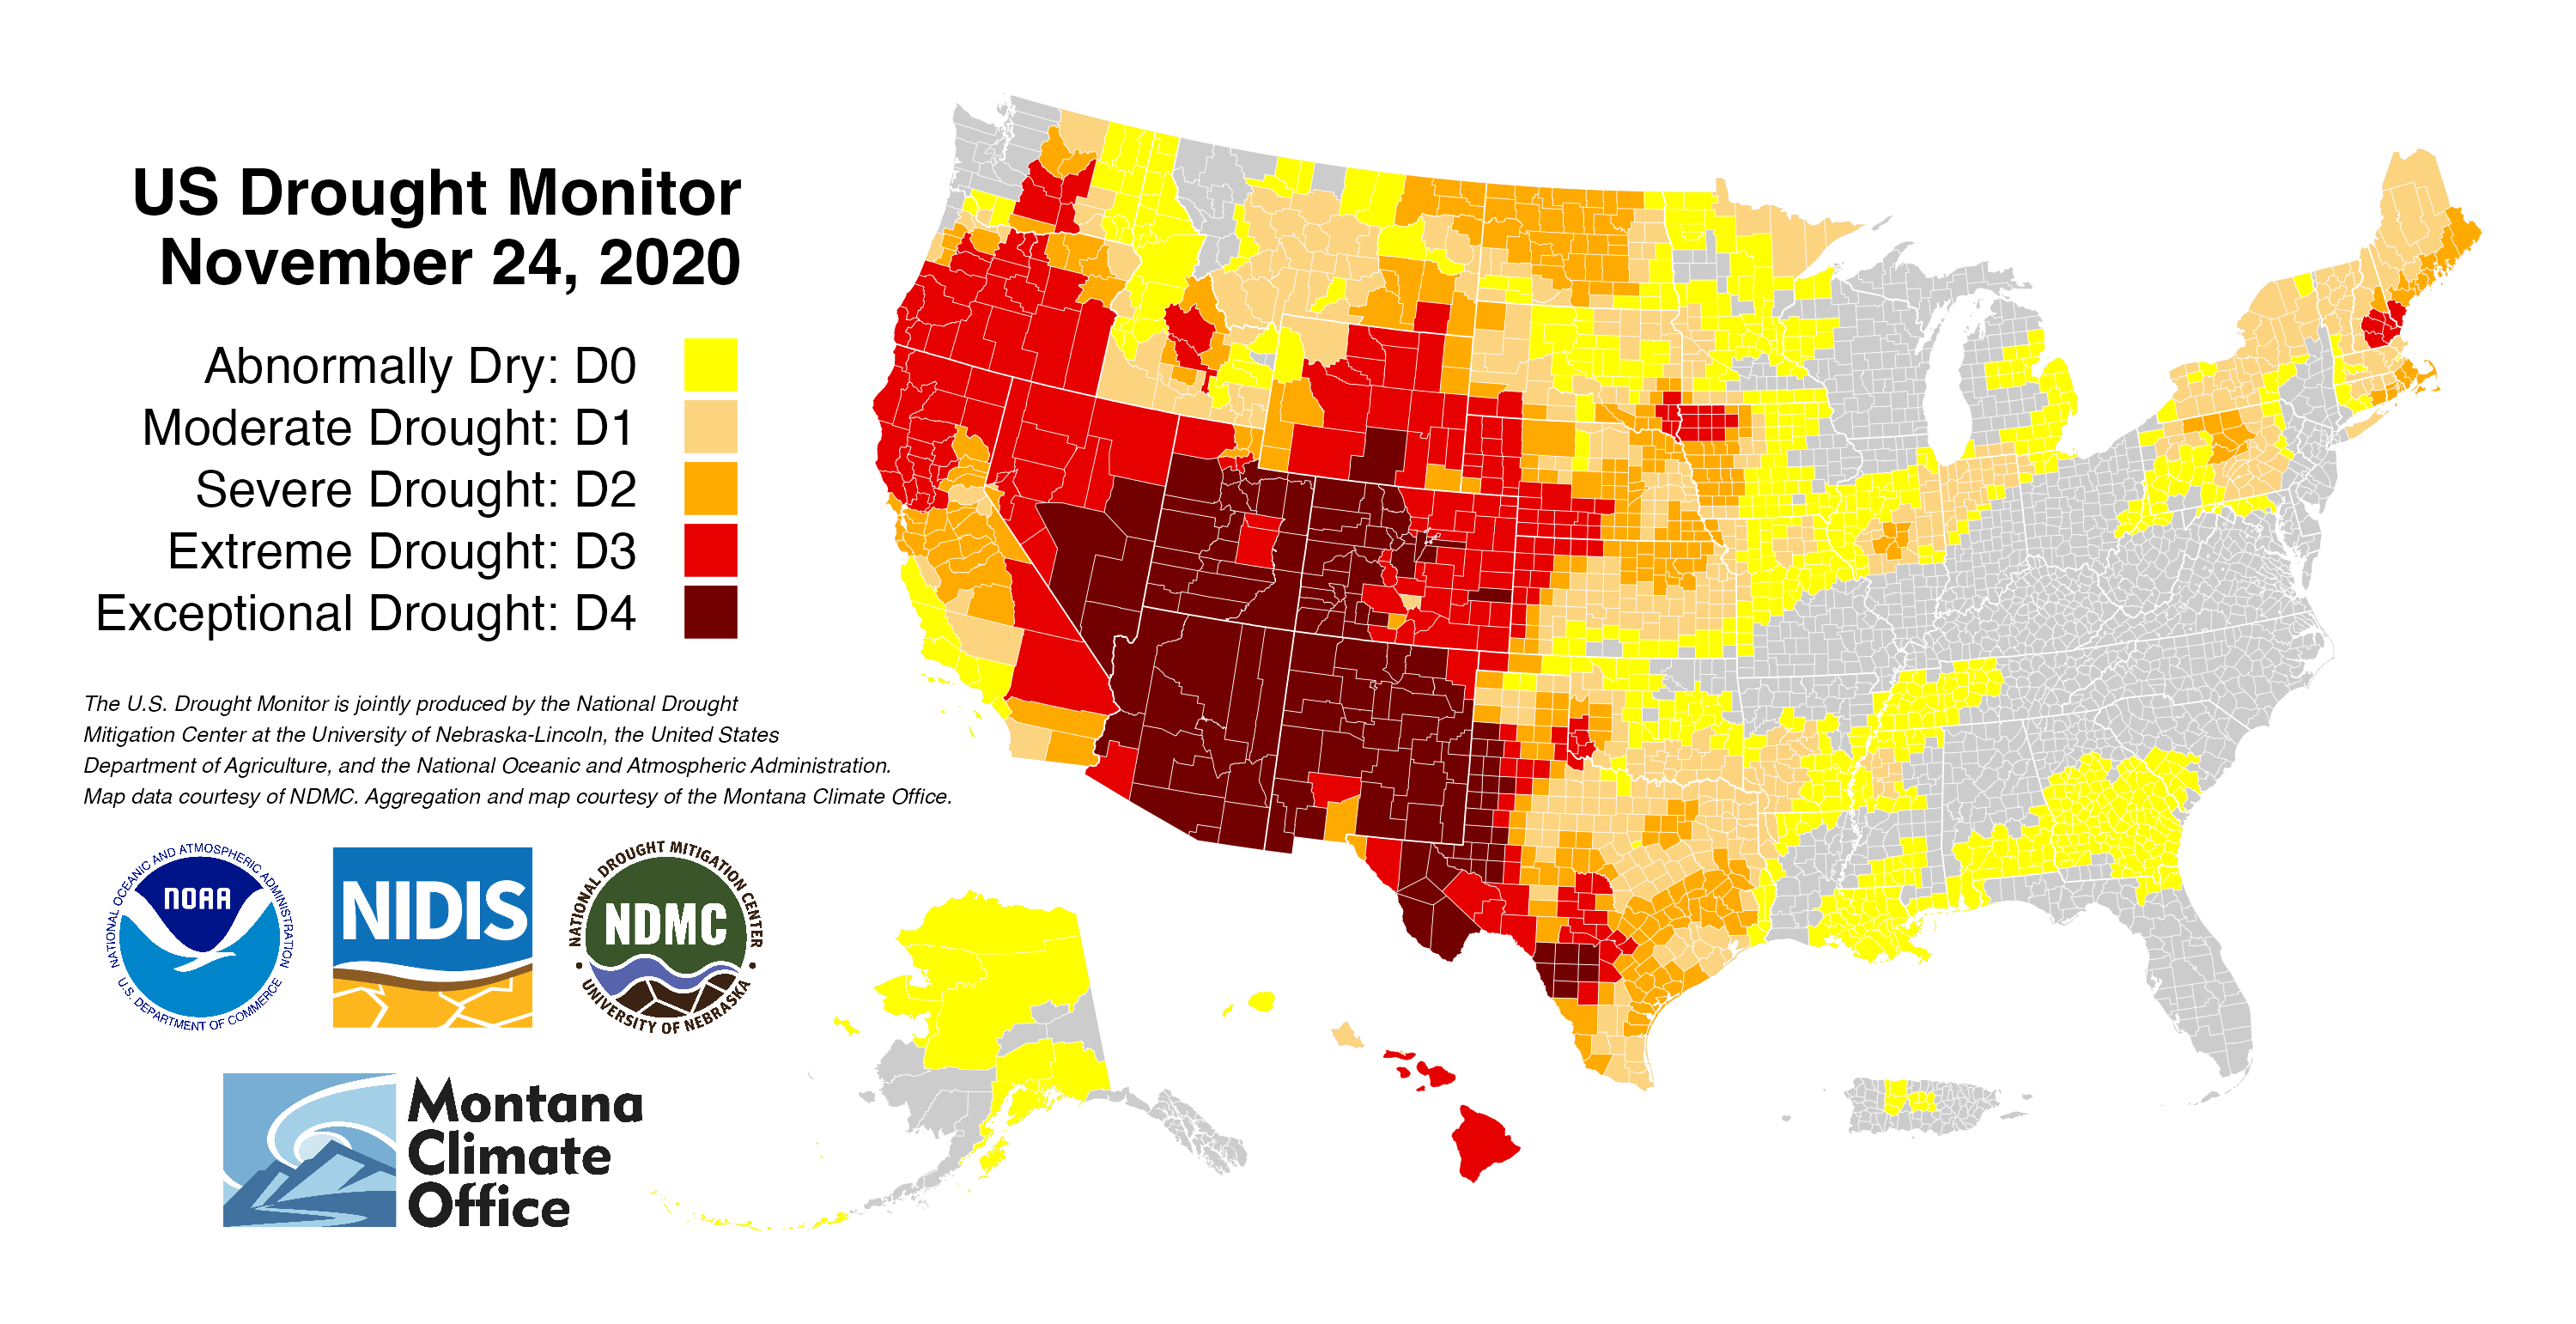 US Drought Monitor
November 24, 2020
Abnormally Dry: D0
Moderate Drought: D1
Severe Drought: D2
Extreme Drought: D3
Exceptional Drought: D4
The U.S. Drought Monitor is jointly produced by the National Drought
Mitigation Center at the University of Nebraska-Lincoln, the United States
Department of Agriculture, and the National Oceanic and Atmospheric Administration.
Map data courtesy of NDMC. Aggregation and map courtesy of the Montana Climate Office.
NATIONAL OCEANIC AND ATMOSPHERIC ADMINISTRATION
NOAA
U.S. DEPARTMENT OF COMMERCE
NIDIS
NATIONAL DROUGHT MITIGATION CENTER
NDMC
UNIVERSITY OF NEBRASKA
Montana
Climate
Office